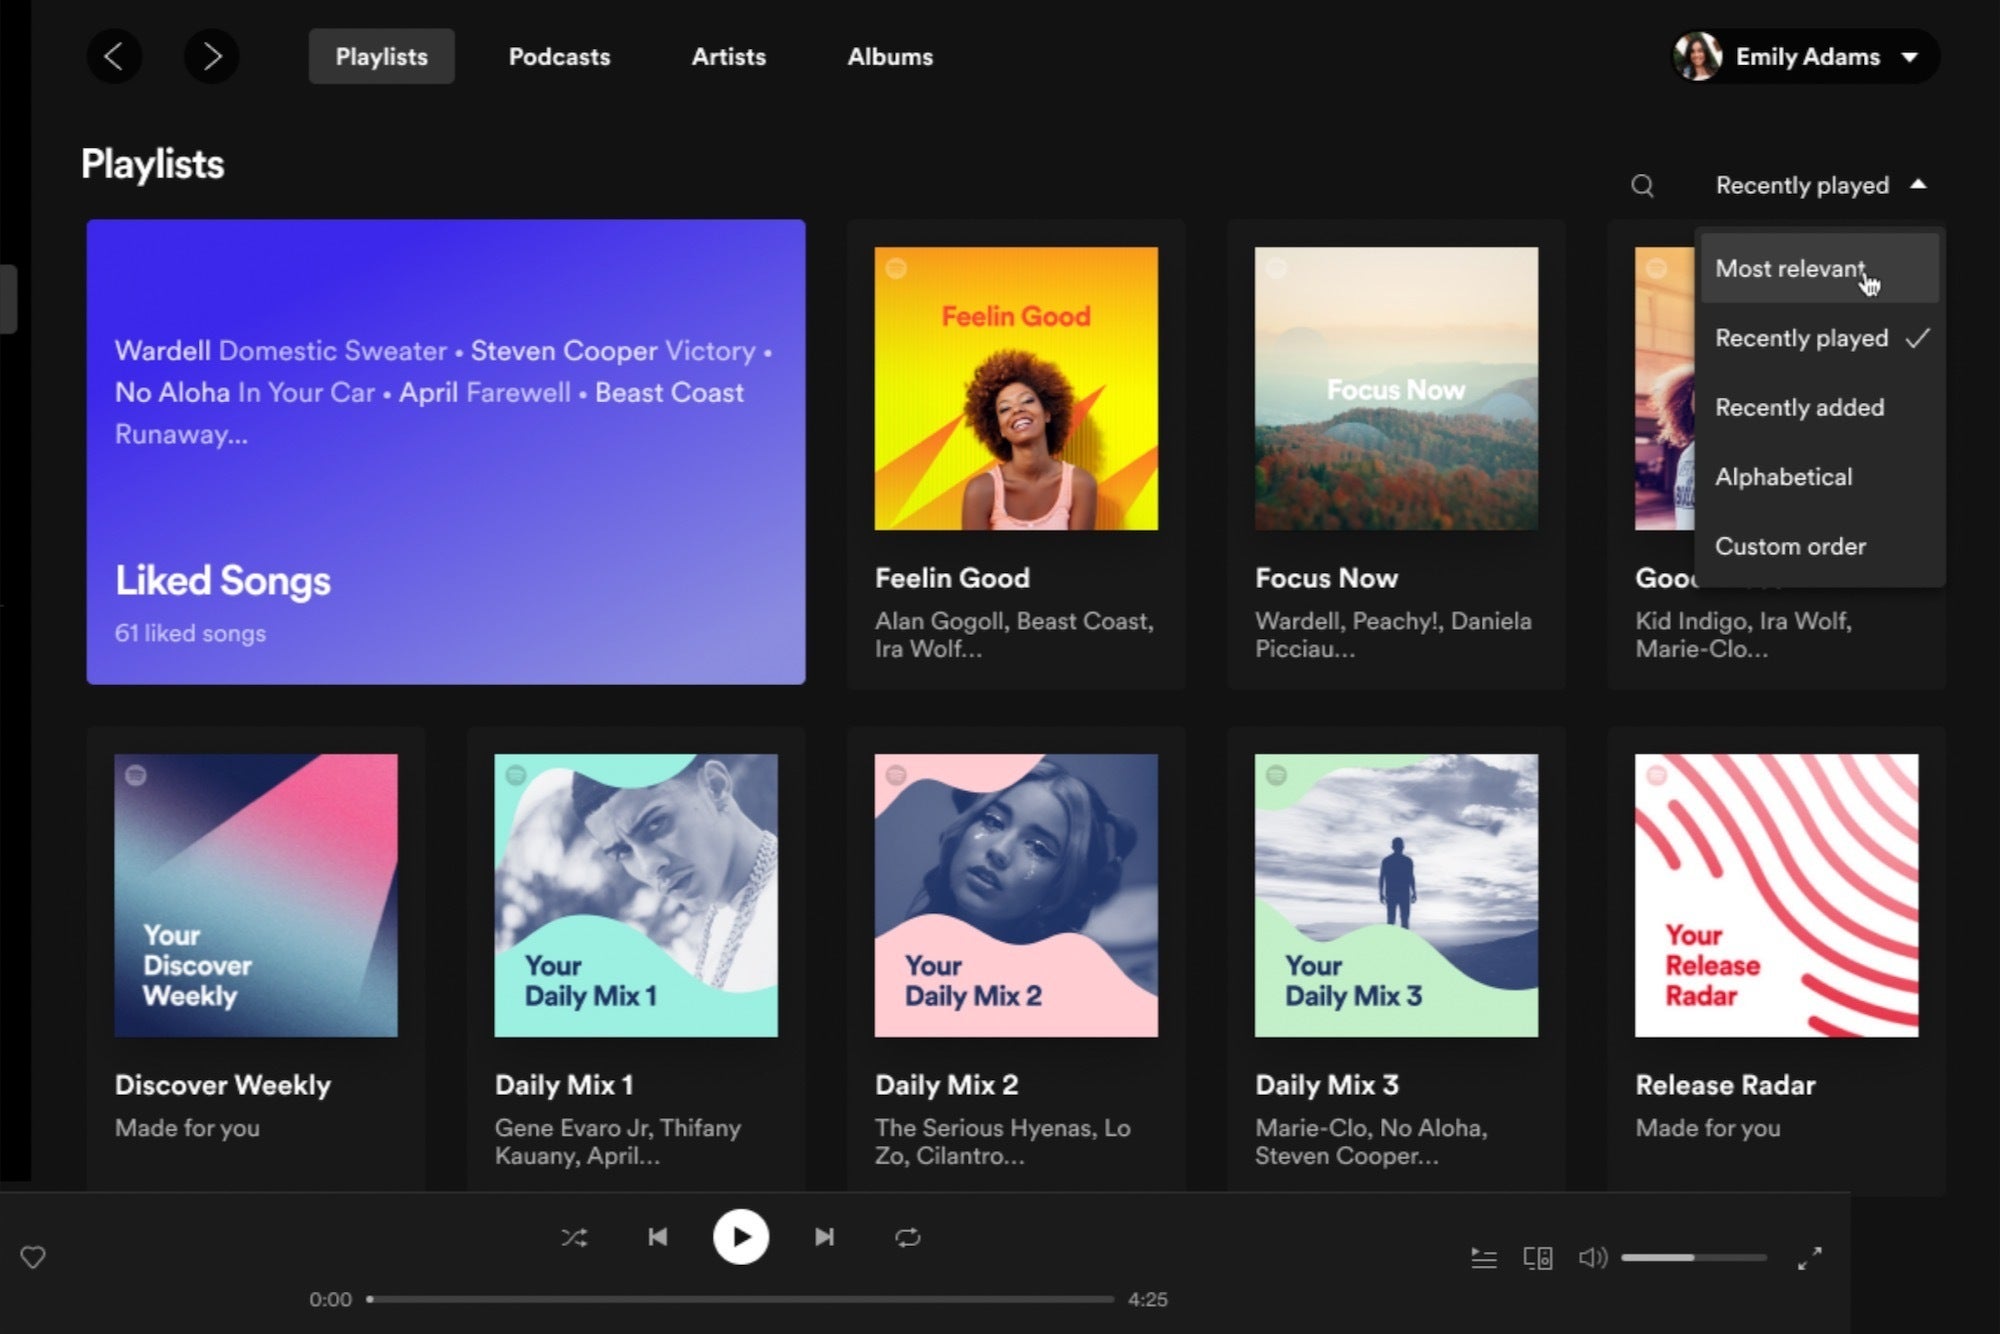 Playlists
Podcasts
Artists
Albums
Emily Adams
Playlists
Recently played
Most relevant
Recently played
Recently added
Alphabetical
Custom order
Wardell Domestic Sweater • Steven Cooper Victory •
No Aloha In Your Car • April Farewell • Beast Coast
Runaway...
Liked Songs
61 liked songs
Feelin Good
Feelin Good
Alan Gogoll, Beast Coast,
Ira Wolf...
Focus Now
Focus Now
Wardell, Peachy!, Daniela
Picciau...
Kid Indigo, Ira Wolf,
Marie-Clo...
Your
Discover
Weekly
Discover Weekly
Made for you
Your
Daily Mix 1
Daily Mix 1
Gene Evaro Jr, Thifany
Kauany, April...
Your
Daily Mix 2
Daily Mix 2
The Serious Hyenas, Lo
Zo, Cilantro...
Your
Daily Mix 3
Daily Mix 3
Marie-Clo, No Aloha,
Steven Cooper...
Your
Release
Radar
Release Radar
Made for you
0:00
4:25